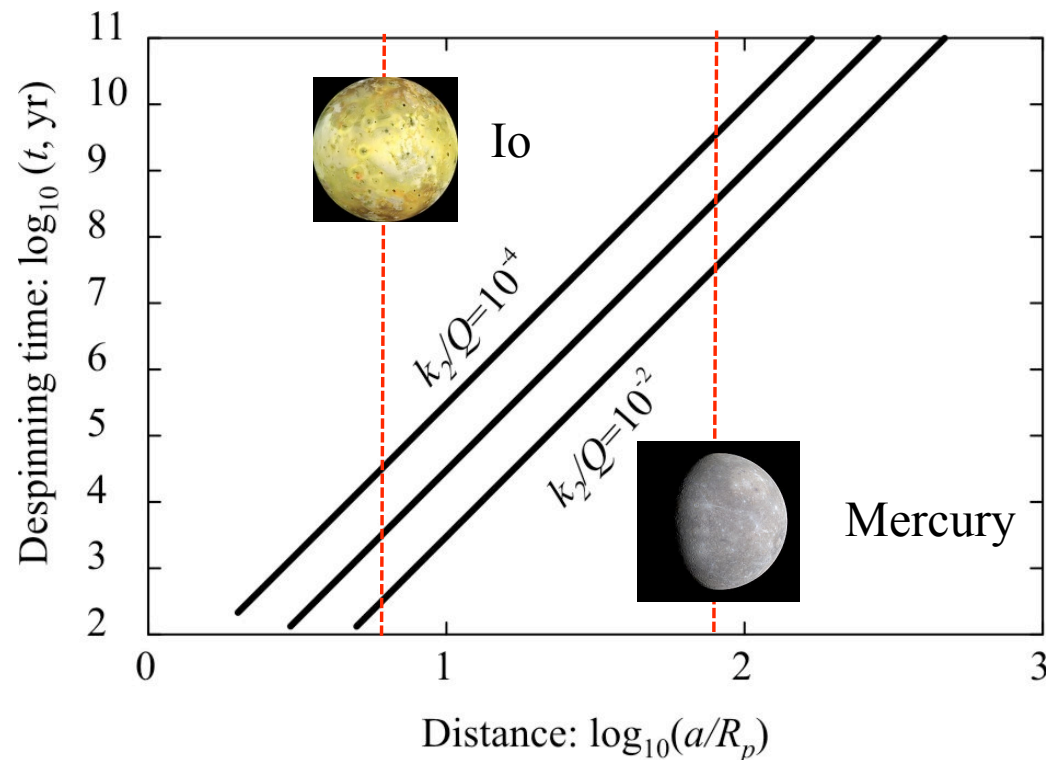 11
10
9
8
7
6
5
4
3
2
Despinning time: log₁₀ (t, yr)
Io
k₂/Q=10⁻⁴
k₂/Q=10⁻²
Mercury
0 1 2 3
Distance: log₁₀(a/Rₚ)